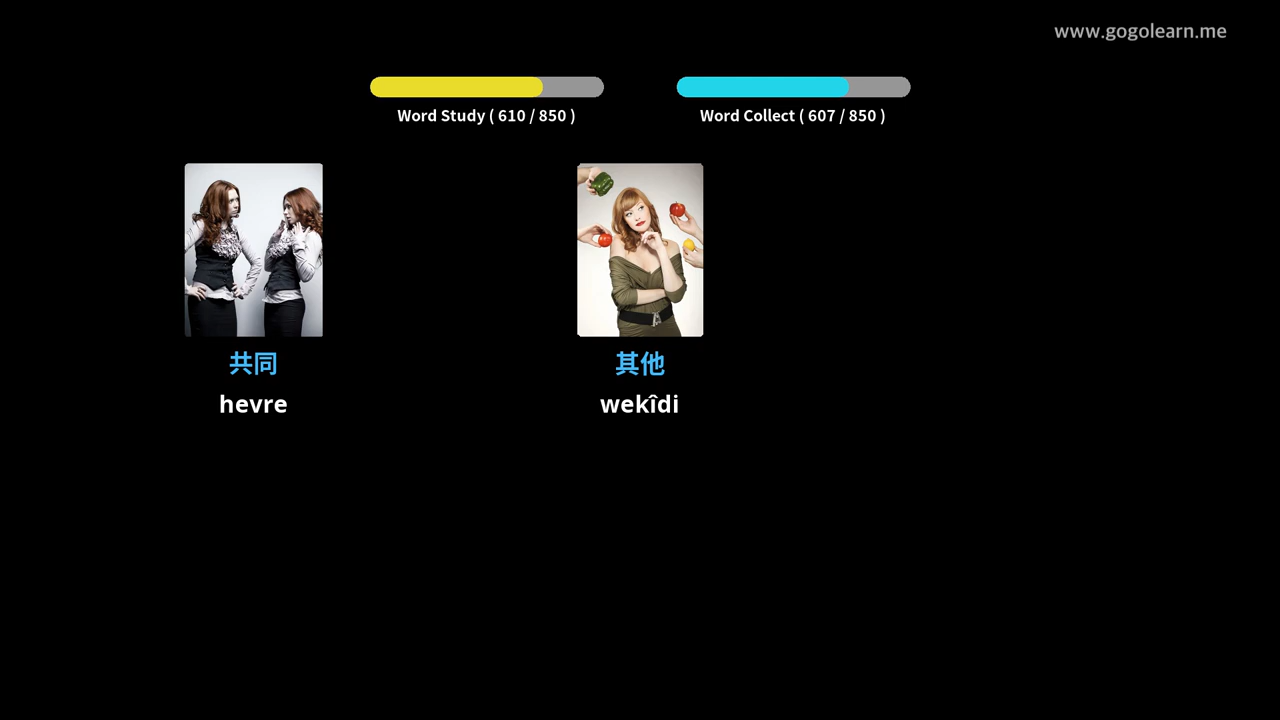 www.gogolearn.me
Word Study ( 610 / 850 )
Word Collect ( 607 / 850 )
共同
hevre
其他
wekîdi